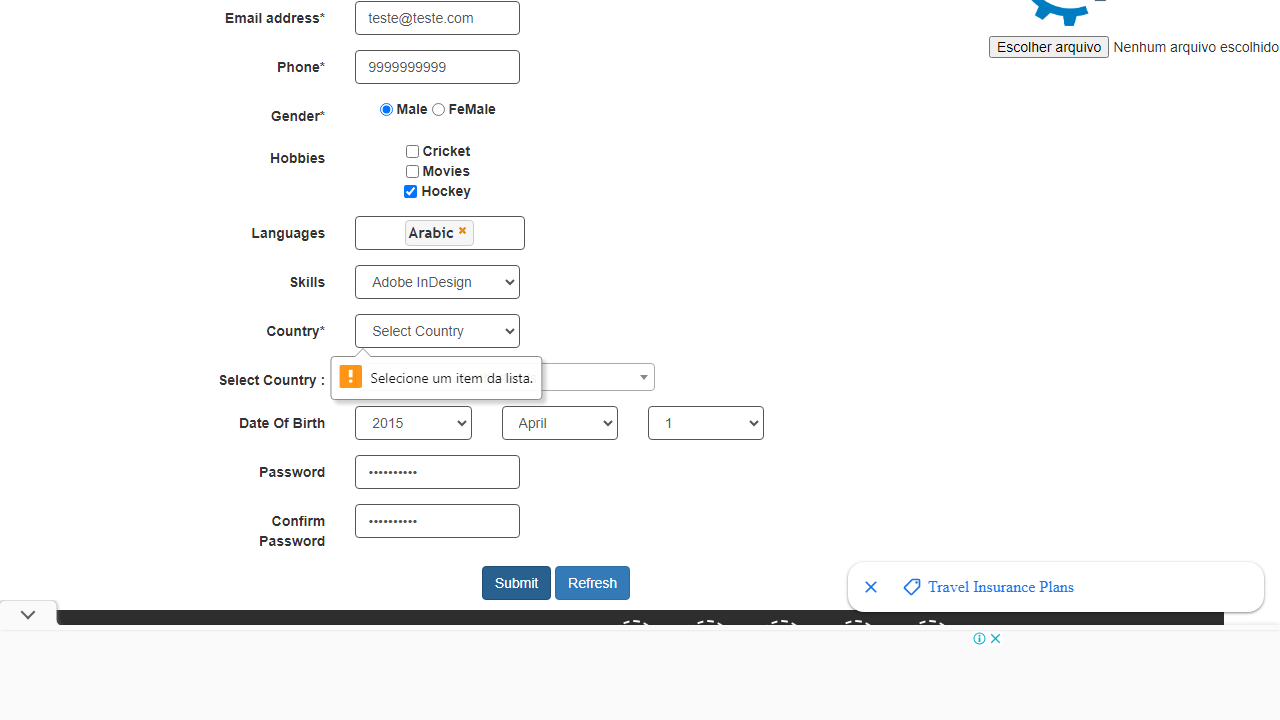 Email address* teste@teste.com
Escolher arquivo Nenhum arquivo escolhido
Phone* 9999999999
Gender* Male FeMale
Hobbies Cricket
Movies
Hockey
Languages Arabic ×
Skills Adobe InDesign
Country* Select Country
Select Country : Selecione um item da lista.
Date Of Birth 2015 April 1
Password ••••••••••
Confirm Password ••••••••••
Submit Refresh
Travel Insurance Plans